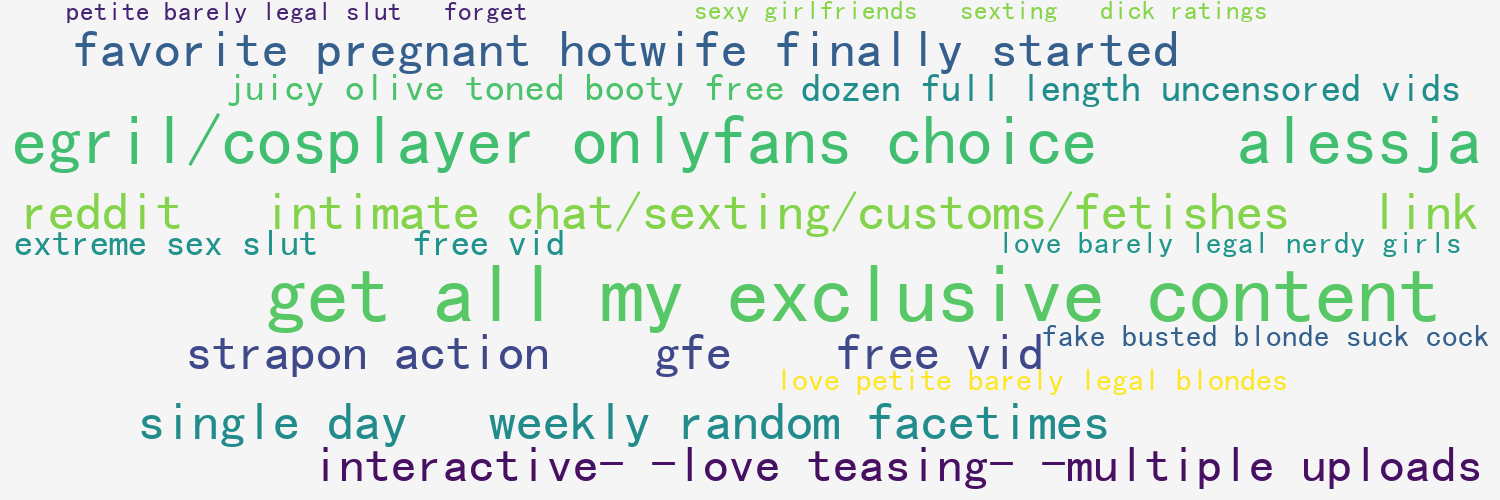 petite barely legal slut forget sexy girlfriends sexting dick ratings
favorite pregnant hotwife finally started
juicy olive toned booty free dozen full length uncensored vids
egril/cosplayer onlyfans choice alessja
reddit intimate chat/sexting/customs/fetishes link
extreme sex slut free vid love barely legal nerdy girls
get all my exclusive content
strapon action gfe free vid fake busted blonde suck cock
love petite barely legal blondes
single day weekly random facetimes
interactive- -love teasing- -multiple uploads